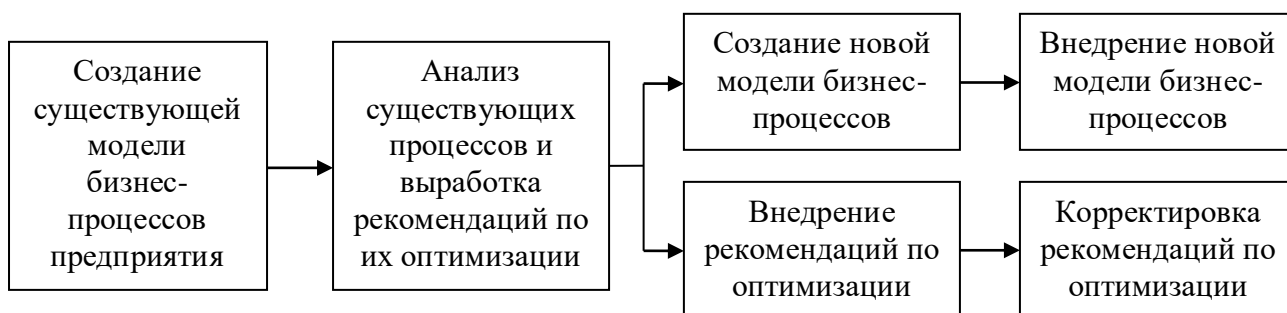 Создание
существующей
модели
бизнес-
процессов
предприятия
Анализ
существующих
процессов и
выработка
рекомендаций по
их оптимизации
Создание новой
модели бизнес-
процессов
Внедрение новой
модели бизнес-
процессов
Внедрение
рекомендаций по
оптимизации
Корректировка
рекомендаций по
оптимизации